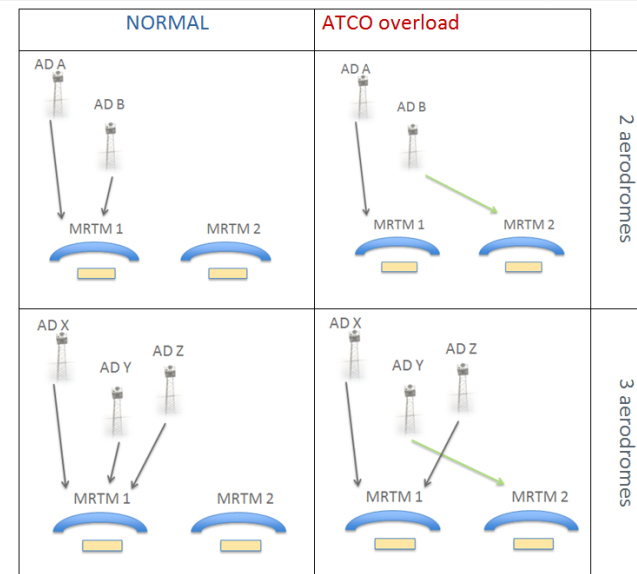 NORMAL
ATCO overload
AD A
AD B
MRTM 1
MRTM 2
AD A
AD B
MRTM 1
MRTM 2
2 aerodromes
AD X
AD Y
AD Z
MRTM 1
MRTM 2
AD X
AD Y
AD Z
MRTM 1
MRTM 2
3 aerodromes